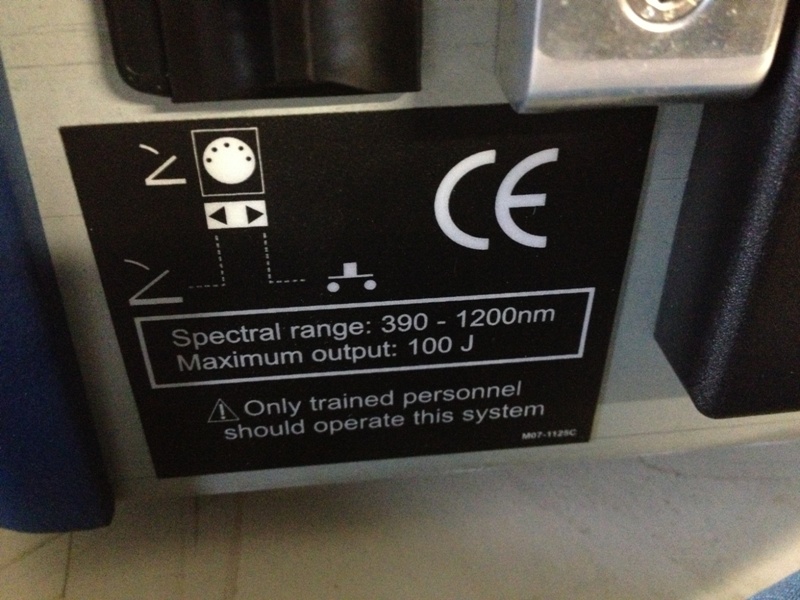 CE
Spectral range: 390 - 1200nm
Maximum output: 100 J
Only trained personnel
should operate this system
M07-1125C